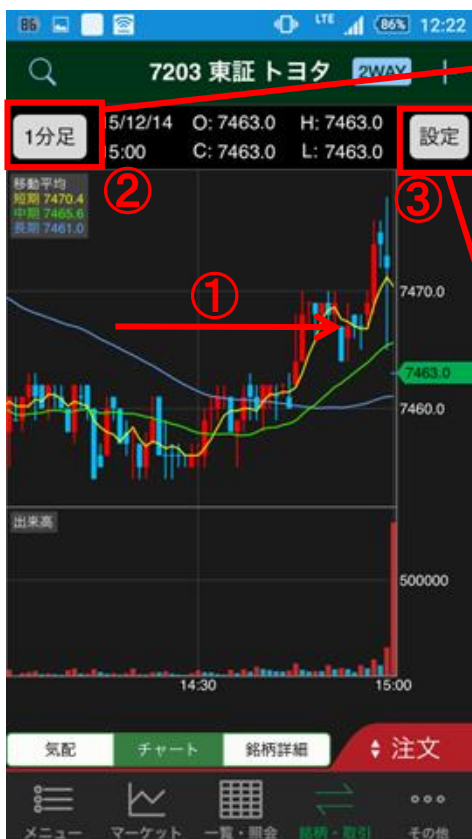 86 LTE 86% 12:22
7203 東証 トヨタ 2WAY
1分足 5/12/14 O: 7463.0 H: 7463.0 設定
15:00 C: 7463.0 L: 7463.0
② ③
移動平均
短期 7470.4
中期 7465.6
長期 7461.0
①
7470.0
7463.0
7460.0
出来高
500000
14:30 15:00
気配 チャート 銘柄詳細 注文
メニュー マーケット 一覧・照会 銘柄・取引 その他